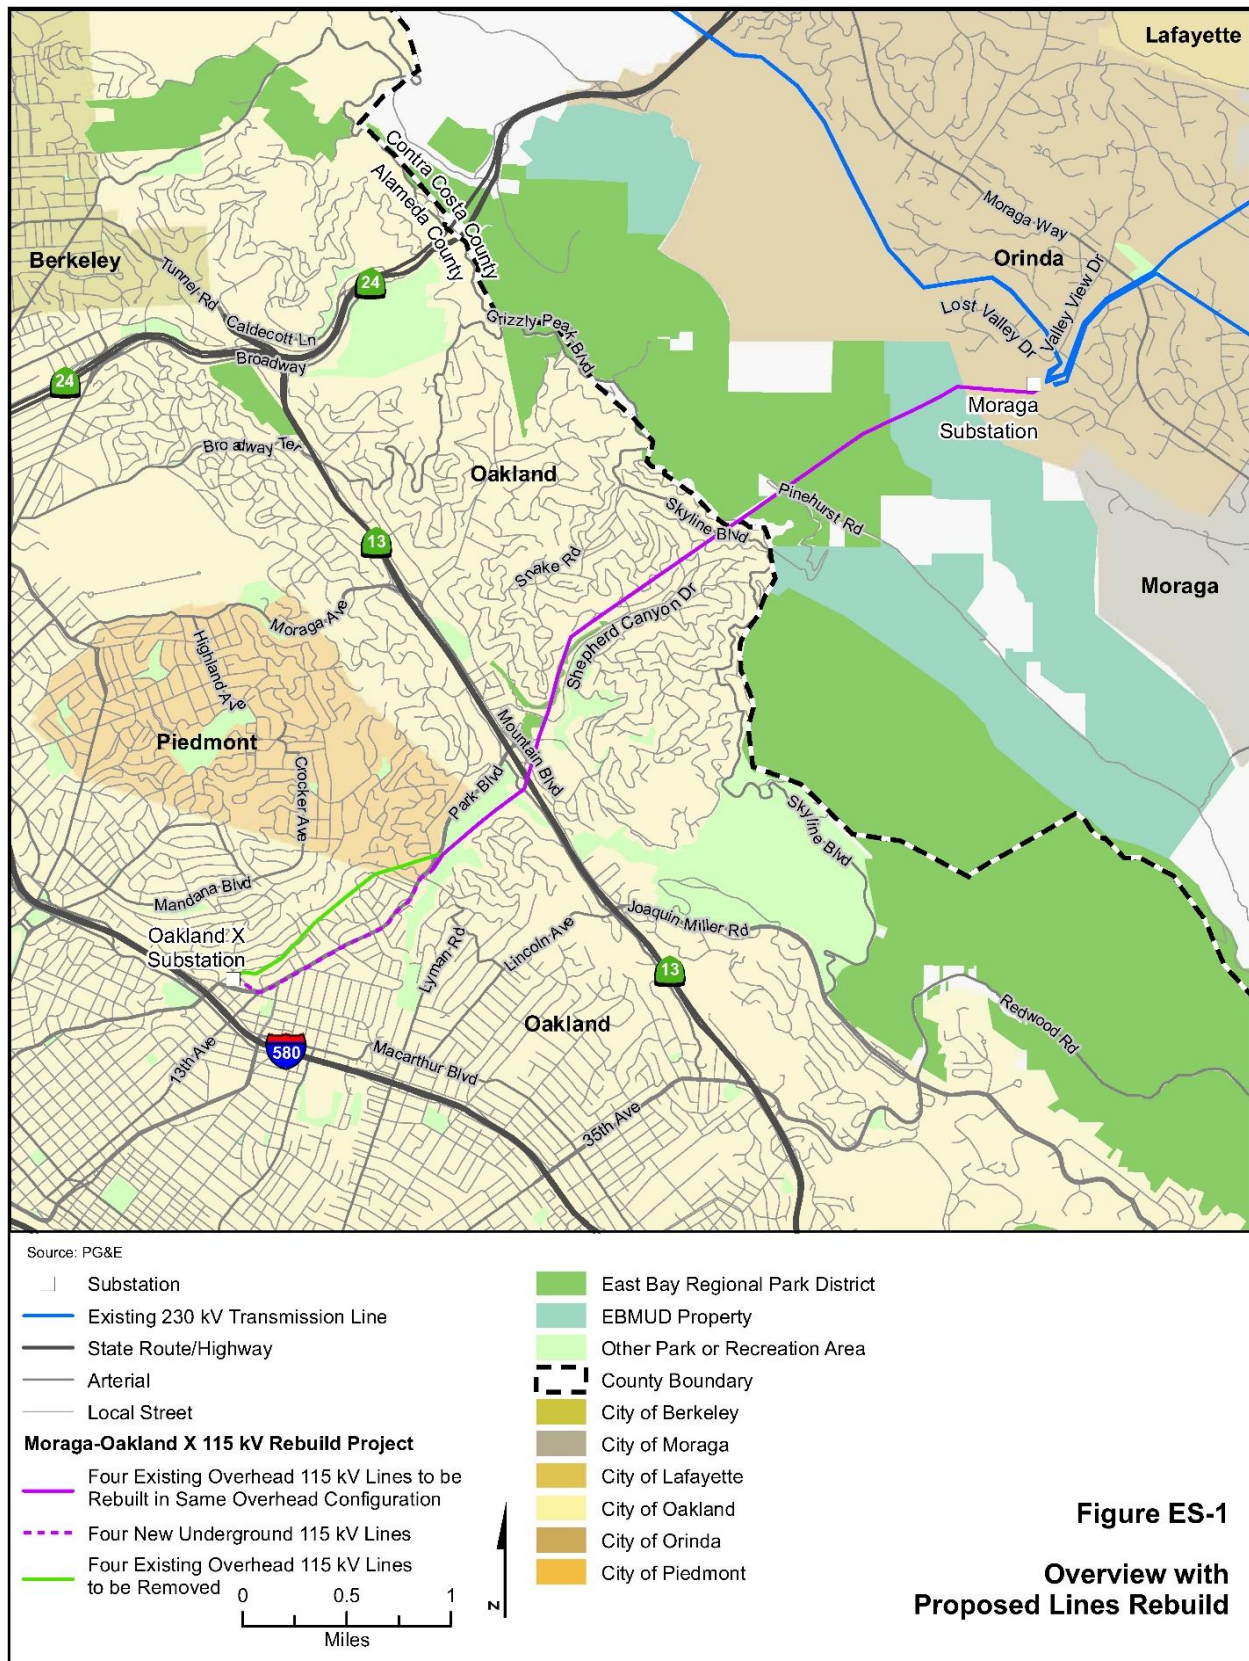 Lafayette
Contra Costa County
Alameda County
Moraga Way
Berkeley
Orinda
Tunnel Rd
24
Valley View Dr
Lost Valley Dr
Caldecott Ln
Grizzly Peak Blvd
Broadway
24
Moraga
Substation
Broadway Ter
Oakland
Pinehurst Rd
Skyline Blvd
13
Snake Rd
Moraga
Moraga Ave
Shepherd Canyon Dr
Highland Ave
Piedmont
Mountain Blvd
Crocker Ave
Park Blvd
Skyline Blvd
Mandana Blvd
Joaquin Miller Rd
Oakland X
Substation
Lyman Rd
Lincoln Ave
13
Oakland
Redwood Rd
580
13th Ave
Macarthur Blvd
35th Ave
Source: PG&E
Substation
Existing 230 kV Transmission Line
State Route/Highway
Arterial
Local Street
Moraga-Oakland X 115 kV Rebuild Project
Four Existing Overhead 115 kV Lines to be
Rebuilt in Same Overhead Configuration
Four New Underground 115 kV Lines
Four Existing Overhead 115 kV Lines
to be Removed
0 0.5 1
Miles
N
East Bay Regional Park District
EBMUD Property
Other Park or Recreation Area
County Boundary
City of Berkeley
City of Moraga
City of Lafayette
City of Oakland
City of Orinda
City of Piedmont
Figure ES-1
Overview with
Proposed Lines Rebuild